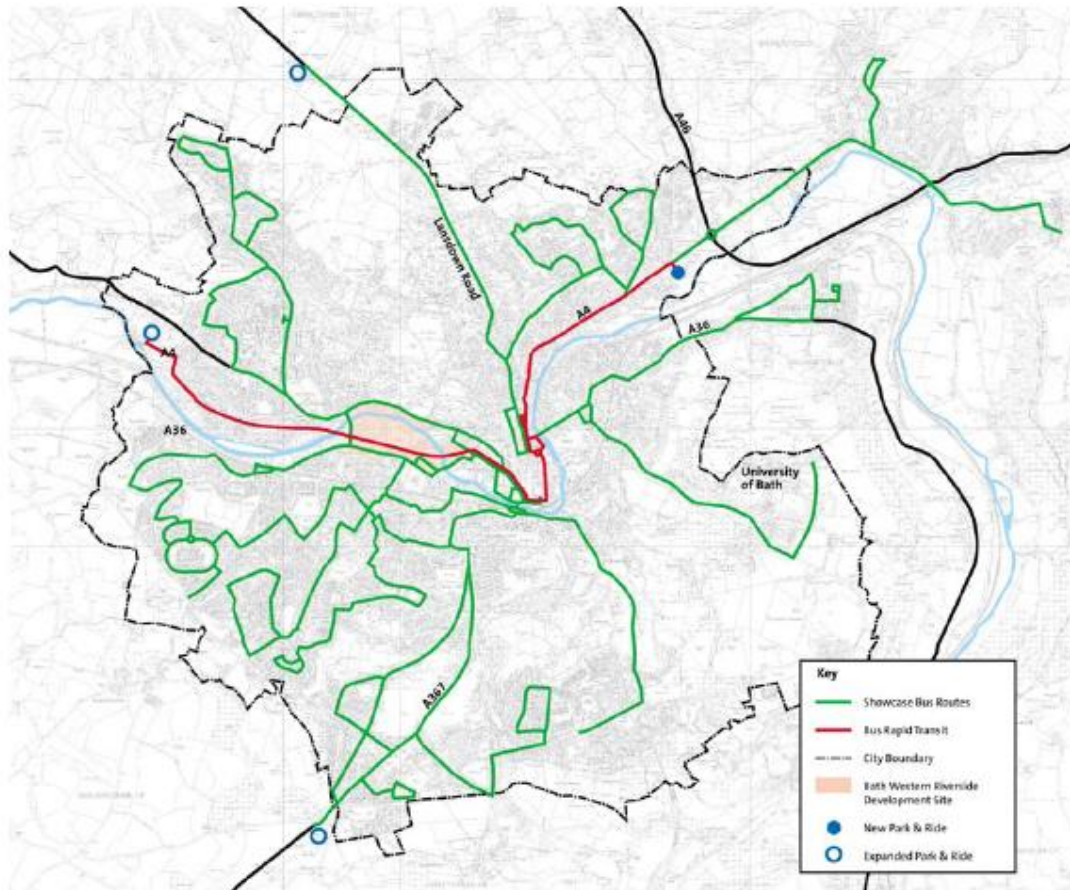 A46
Lansdown Road
A4
A36
A4
A36
University
of Bath
A367
Key
Showcase Bus Routes
Bus Rapid Transit
City Boundary
Bath Western Riverside
Development Site
New Park & Ride
Expanded Park & Ride